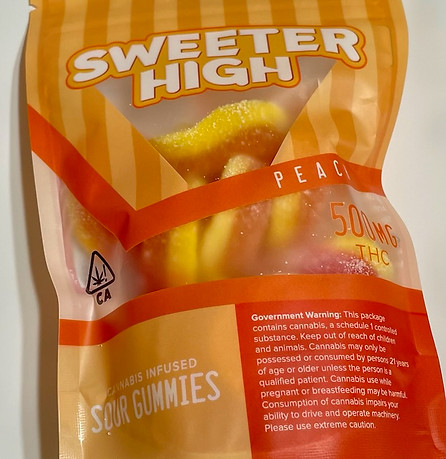 SWEETER
HIGH
PEAC
500MG
THC
CA
CANNABIS INFUSED
SOUR GUMMIES
Government Warning: This package
contains cannabis, a schedule 1 controlled
substance. Keep out of reach of children
and animals. Cannabis may only be
possessed or consumed by persons 21 years
of age or older unless the person is a
qualified patient. Cannabis use while
pregnant or breastfeeding may be harmful.
Consumption of cannabis impairs your
ability to drive and operate machinery.
Please use extreme caution.